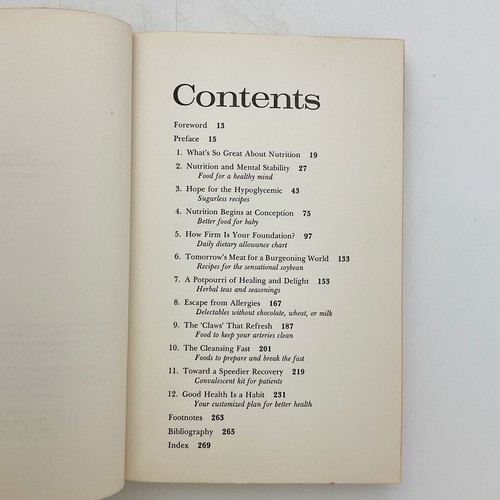 Contents
Foreword 13
Preface 15
1. What's So Great About Nutrition 19
2. Nutrition and Mental Stability 27
Food for a healthy mind
3. Hope for the Hypoglycemic 43
Sugarless recipes
4. Nutrition Begins at Conception 75
Better food for baby
5. How Firm Is Your Foundation? 97
Daily dietary allowance chart
6. Tomorrow's Meat for a Burgeoning World 133
Recipes for the sensational soybean
7. A Potpourri of Healing and Delight 153
Herbal teas and seasonings
8. Escape from Allergies 167
Delectables without chocolate, wheat, or milk
9. The 'Claws' That Refresh 187
Food to keep your arteries clean
10. The Cleansing Fast 201
Foods to prepare and break the fast
11. Toward a Speedier Recovery 219
Convalescent kit for patients
12. Good Health Is a Habit 231
Your customized plan for better health
Footnotes 263
Bibliography 265
Index 269